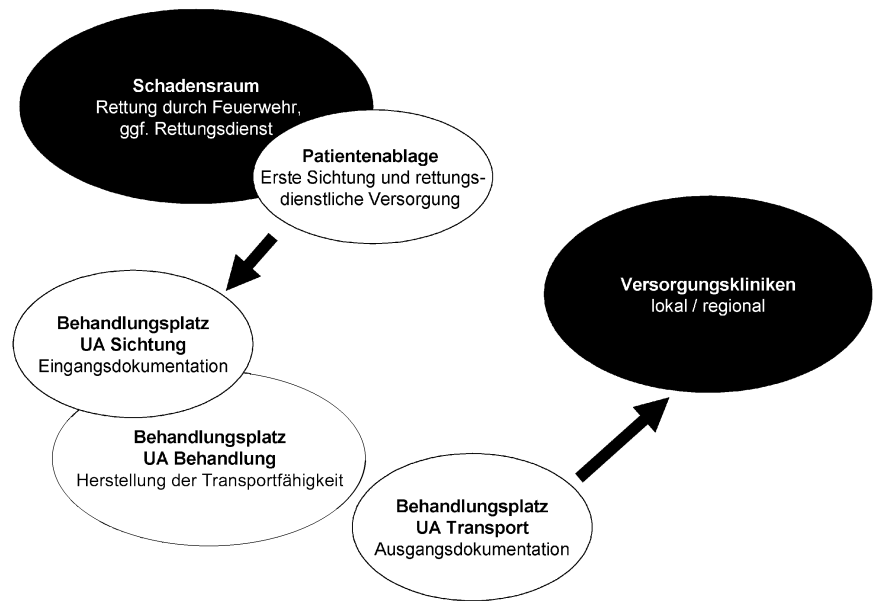 Schadensraum
Rettung durch Feuerwehr,
ggf. Rettungsdienst
Patientenablage
Erste Sichtung und rettungs-
dienstliche Versorgung
Versorgungskliniken
lokal / regional
Behandlungsplatz
UA Sichtung
Eingangsdokumentation
Behandlungsplatz
UA Behandlung
Herstellung der Transportfähigkeit
Behandlungsplatz
UA Transport
Ausgangsdokumentation